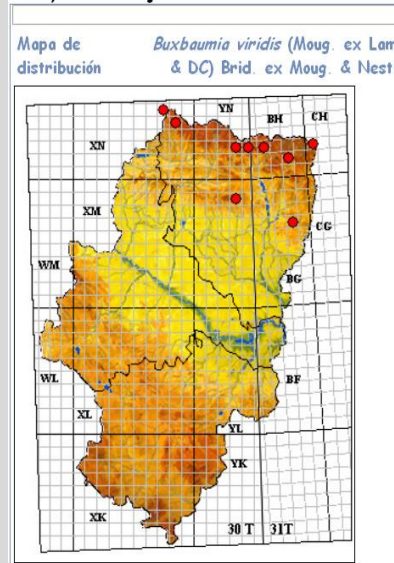 Mapa de distribución
Buxbaumia viridis (Moug. ex Lam
& DC) Brid. ex Moug. & Nest
YN
BH
CH
XN
XM
CG
WM
BG
WL
BF
XL
YL
YK
XK
30 T
31T